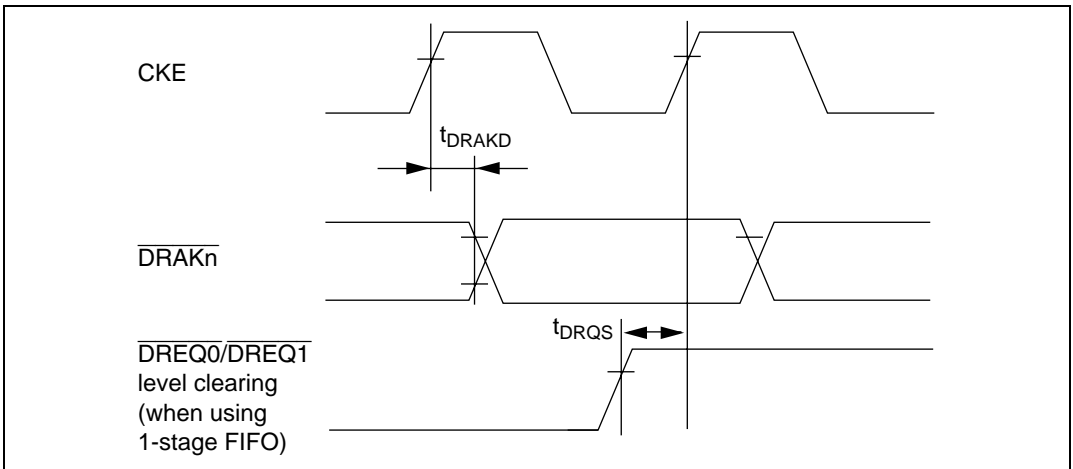 CKE
tDRAKD
DRAKn
tDRQS
DREQ0/DREQ1
level clearing
(when using
1-stage FIFO)